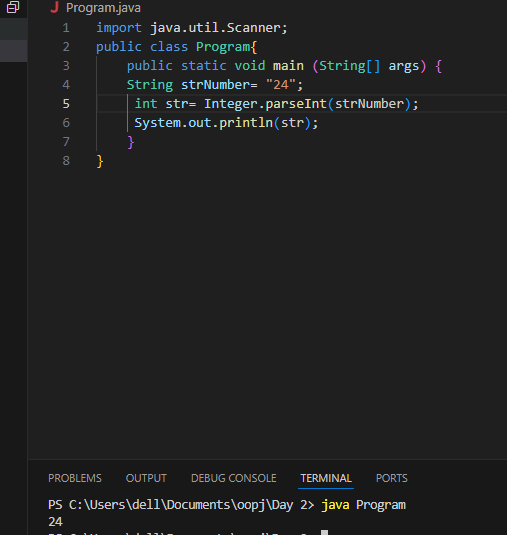 J Program.java
1 import java.util.Scanner;
2 public class Program{
3 public static void main (String[] args) {
4 String strNumber= "24";
5 int str= Integer.parseInt(strNumber);
6 System.out.println(str);
7 }
8 }
PROBLEMS OUTPUT DEBUG CONSOLE TERMINAL PORTS
PS C:\Users\dell\Documents\oopj\Day 2> java Program
24